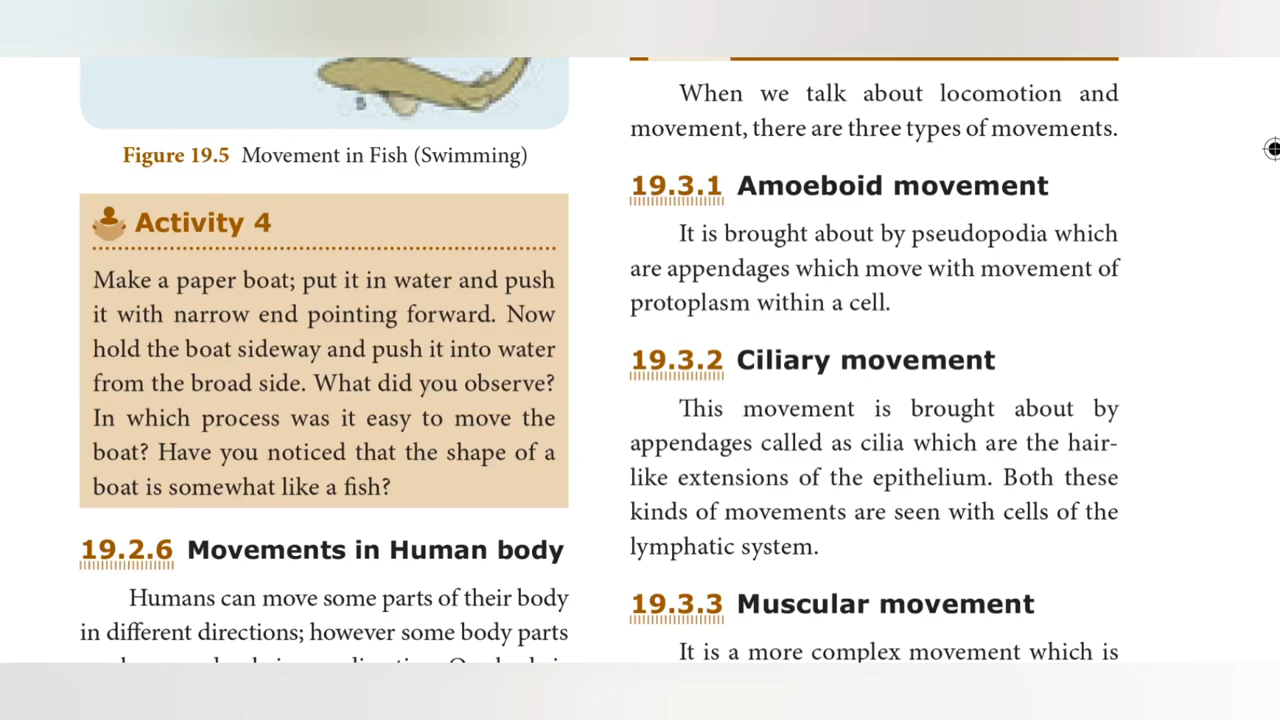 Figure 19.5 Movement in Fish (Swimming)
Activity 4
Make a paper boat; put it in water and push
it with narrow end pointing forward. Now
hold the boat sideway and push it into water
from the broad side. What did you observe?
In which process was it easy to move the
boat? Have you noticed that the shape of a
boat is somewhat like a fish?
19.2.6 Movements in Human body
Humans can move some parts of their body
in different directions; however some body parts
When we talk about locomotion and
movement, there are three types of movements.
19.3.1 Amoeboid movement
It is brought about by pseudopodia which
are appendages which move with movement of
protoplasm within a cell.
19.3.2 Ciliary movement
This movement is brought about by
appendages called as cilia which are the hair-
like extensions of the epithelium. Both these
kinds of movements are seen with cells of the
lymphatic system.
19.3.3 Muscular movement
It is a more complex movement which is